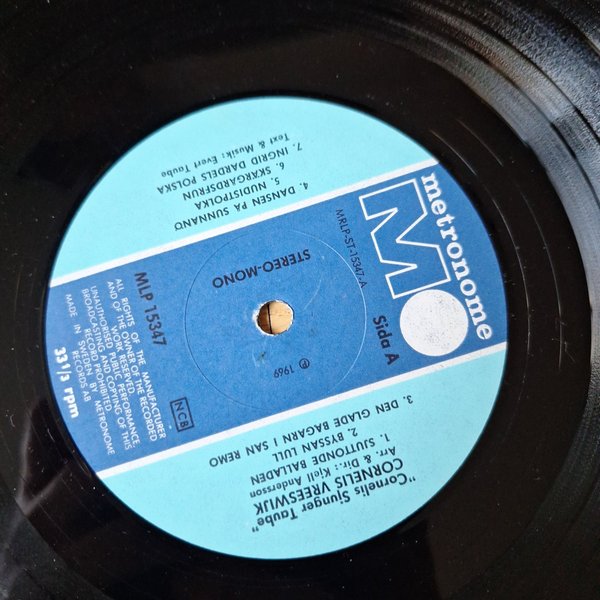 metronome
M
Sida A
MRLP-ST-15347-A
STEREO-MONO
℗ 1969
MLP 15347
NCB
ALL RIGHTS OF THE MANUFACTURER
AND OF THE OWNER OF THE RECORDED
WORK RESERVED.
UNAUTHORISED PUBLIC PERFORMANCE,
BROADCASTING AND COPYING OF THIS
RECORD PROHIBITED.
MADE IN SWEDEN BY METRONOME
RECORDS AB
33 1/3 rpm
"Cornelis Sjunger Taube"
CORNELIS VREESWIJK
Arr. & Dir.: Kjell Andersson
1. SJUTTONDE BALLADEN
2. BYSSAN LULL
3. DEN GLADE BAGARN I SAN REMO
4. DANSEN PÅ SUNNANÖ
5. NUDISTPOLKA
6. SKÄRGÅRDSFRUN
7. INGRID DARDELS POLSKA
Text & Musik: Evert Taube